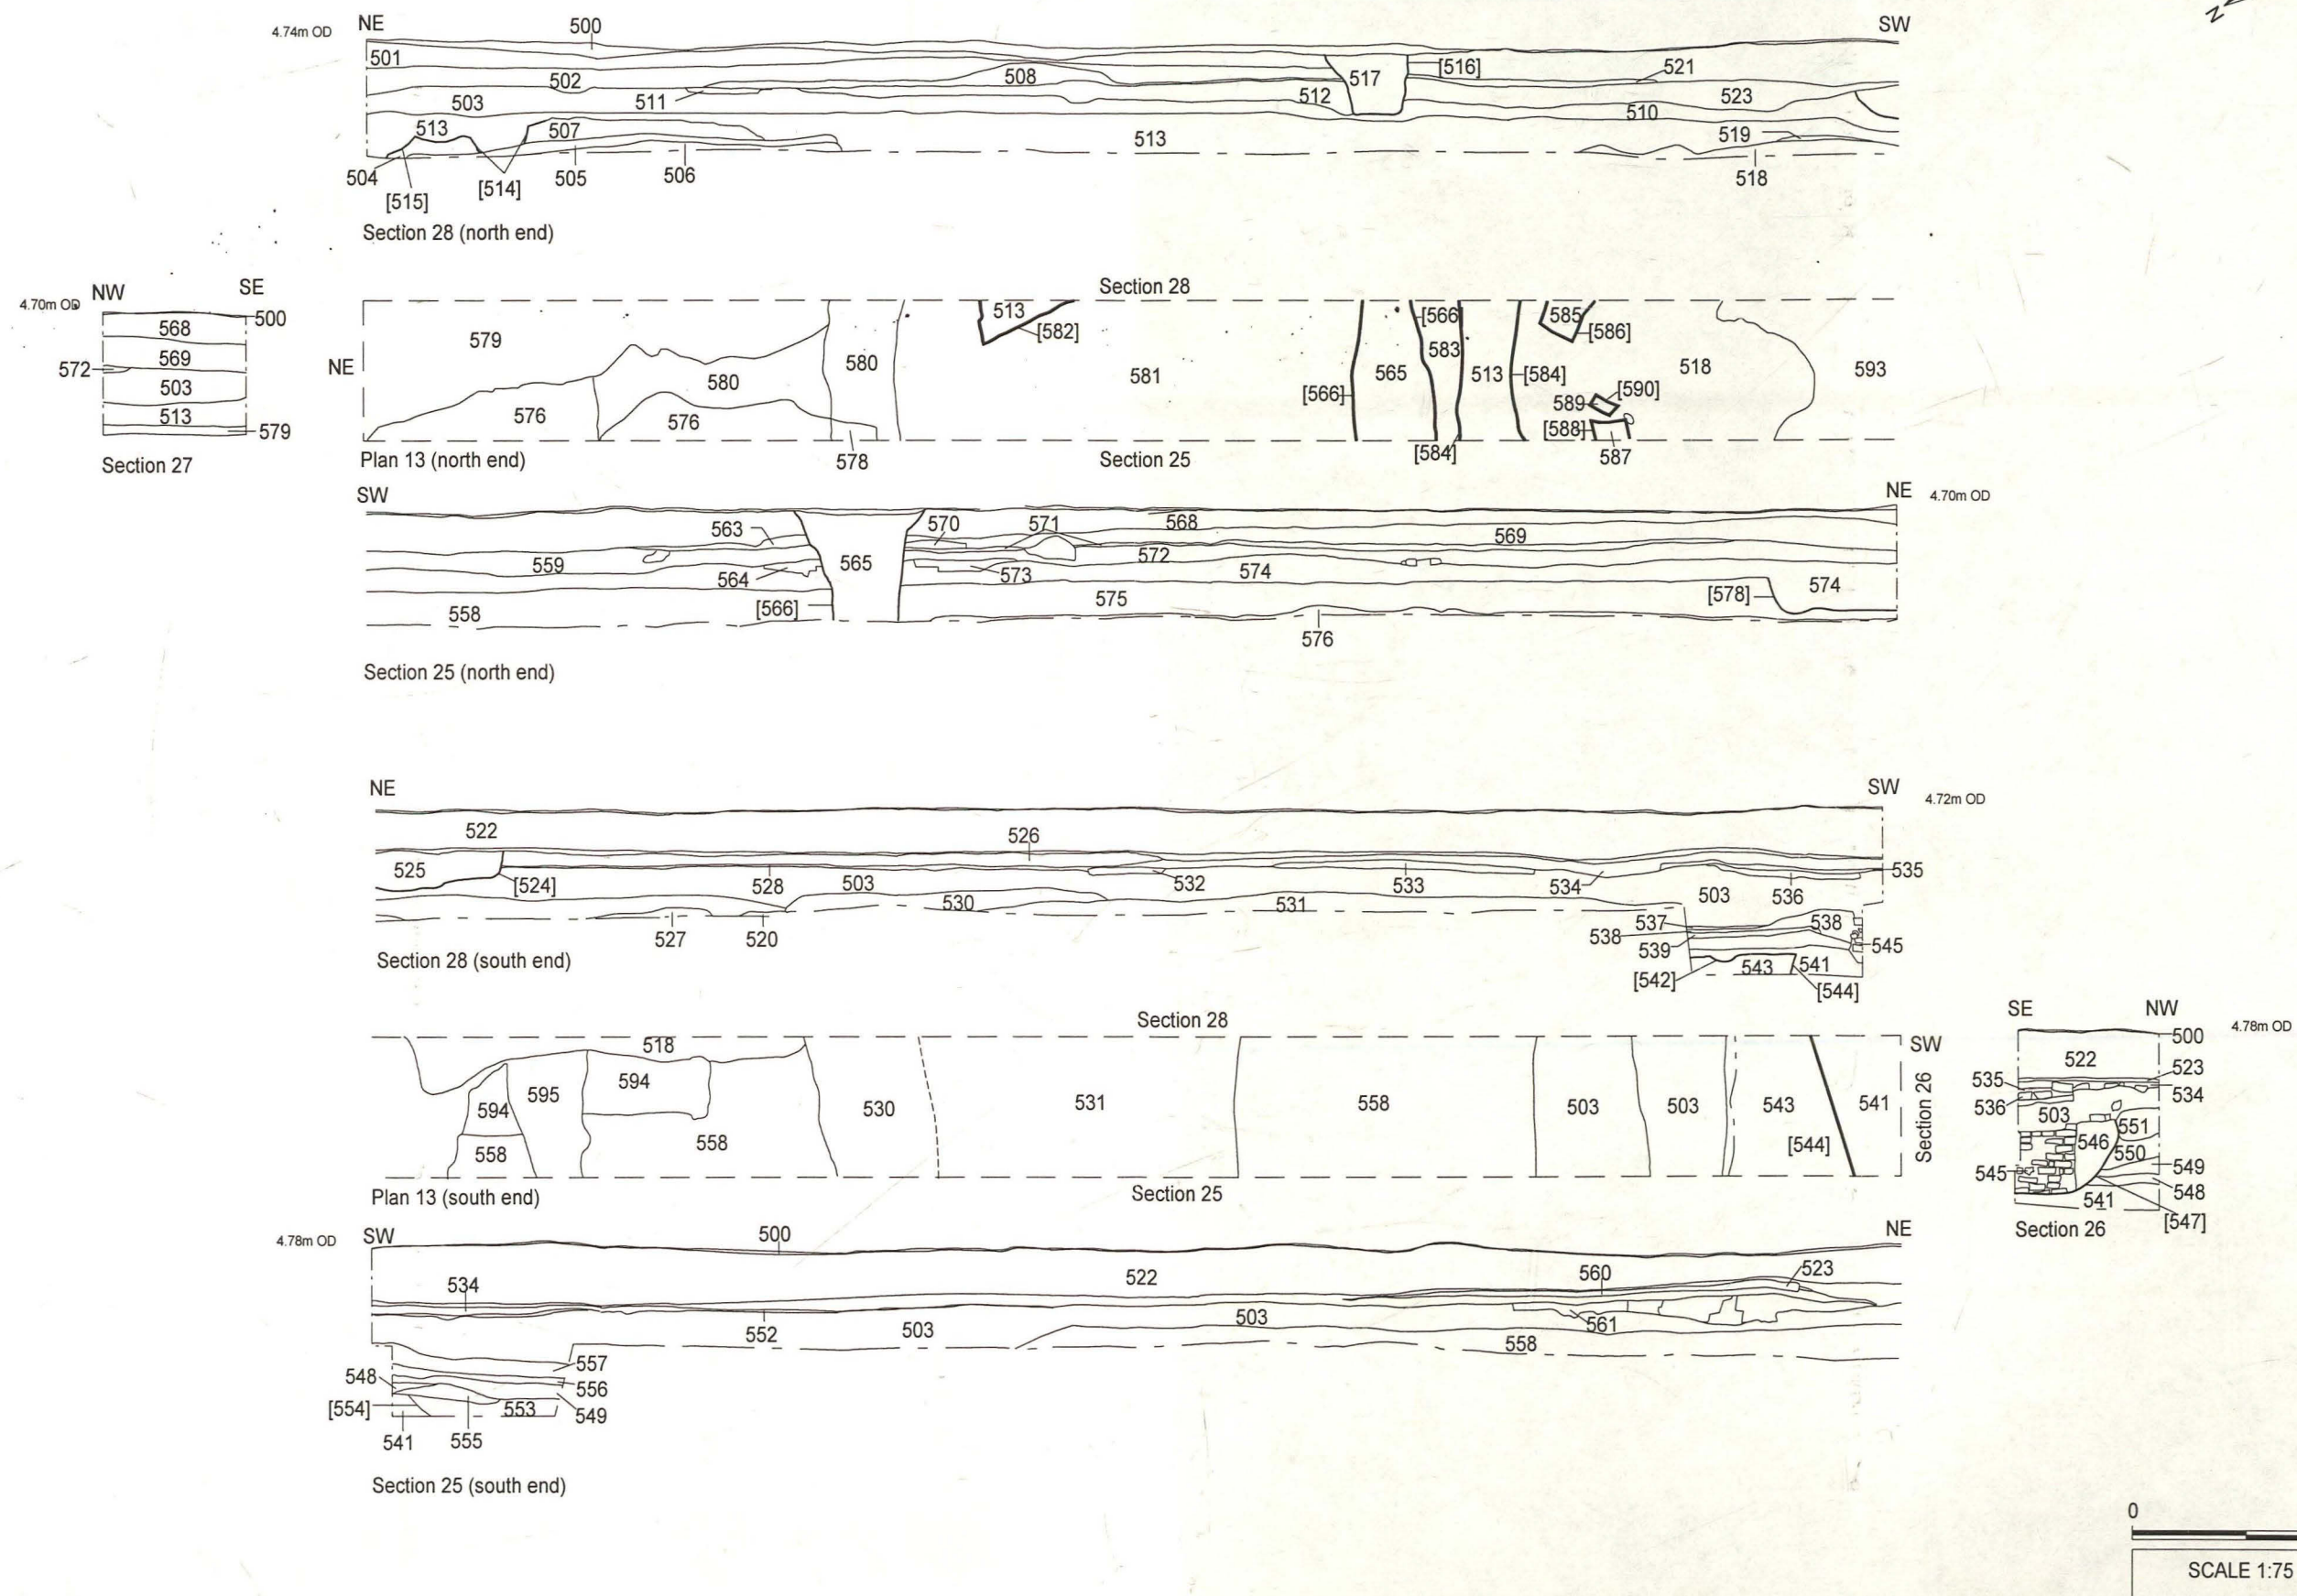 4.74m OD NE 500 SW
501 502 508 517 [516] 521
503 511 512 523
510
513 507 513 519
504 [515] [514] 505 506 518
Section 28 (north end)
4.70m OD NW SE
500
568
569
572
503
513
579
Section 27
Section 28
NE 579 580 513 [582] [566] 585 [586]
580 581 [566] 565 583 513 [584] 518 593
576 576 589 [590]
[588]
578 [584] 587
Plan 13 (north end) Section 25
SW NE 4.70m OD
563 570 571 568 569
559 565 572
564 573 574 574
558 [566] 575 [578]
576
Section 25 (north end)
NE SW 4.72m OD
522 526
525 [524] 528 503 532 533 534 535
530 531 503 536
527 520 537 538
538 545
539
543 541
[542] [544]
Section 28 (south end)
Section 28
518 SW
594 595 594 530 531 558 503 503 543 541
558 558 [544]
Section 26
Plan 13 (south end) Section 25
SE NW
500 4.78m OD
522
535 523
536 534
503 551
546 550
545 549
541 548
[547]
Section 26
4.78m OD SW 500 NE
534 522 560 523
552 503 503 561
558
557
548 556
[554] 553 549
541 555
Section 25 (south end)
0
SCALE 1:75